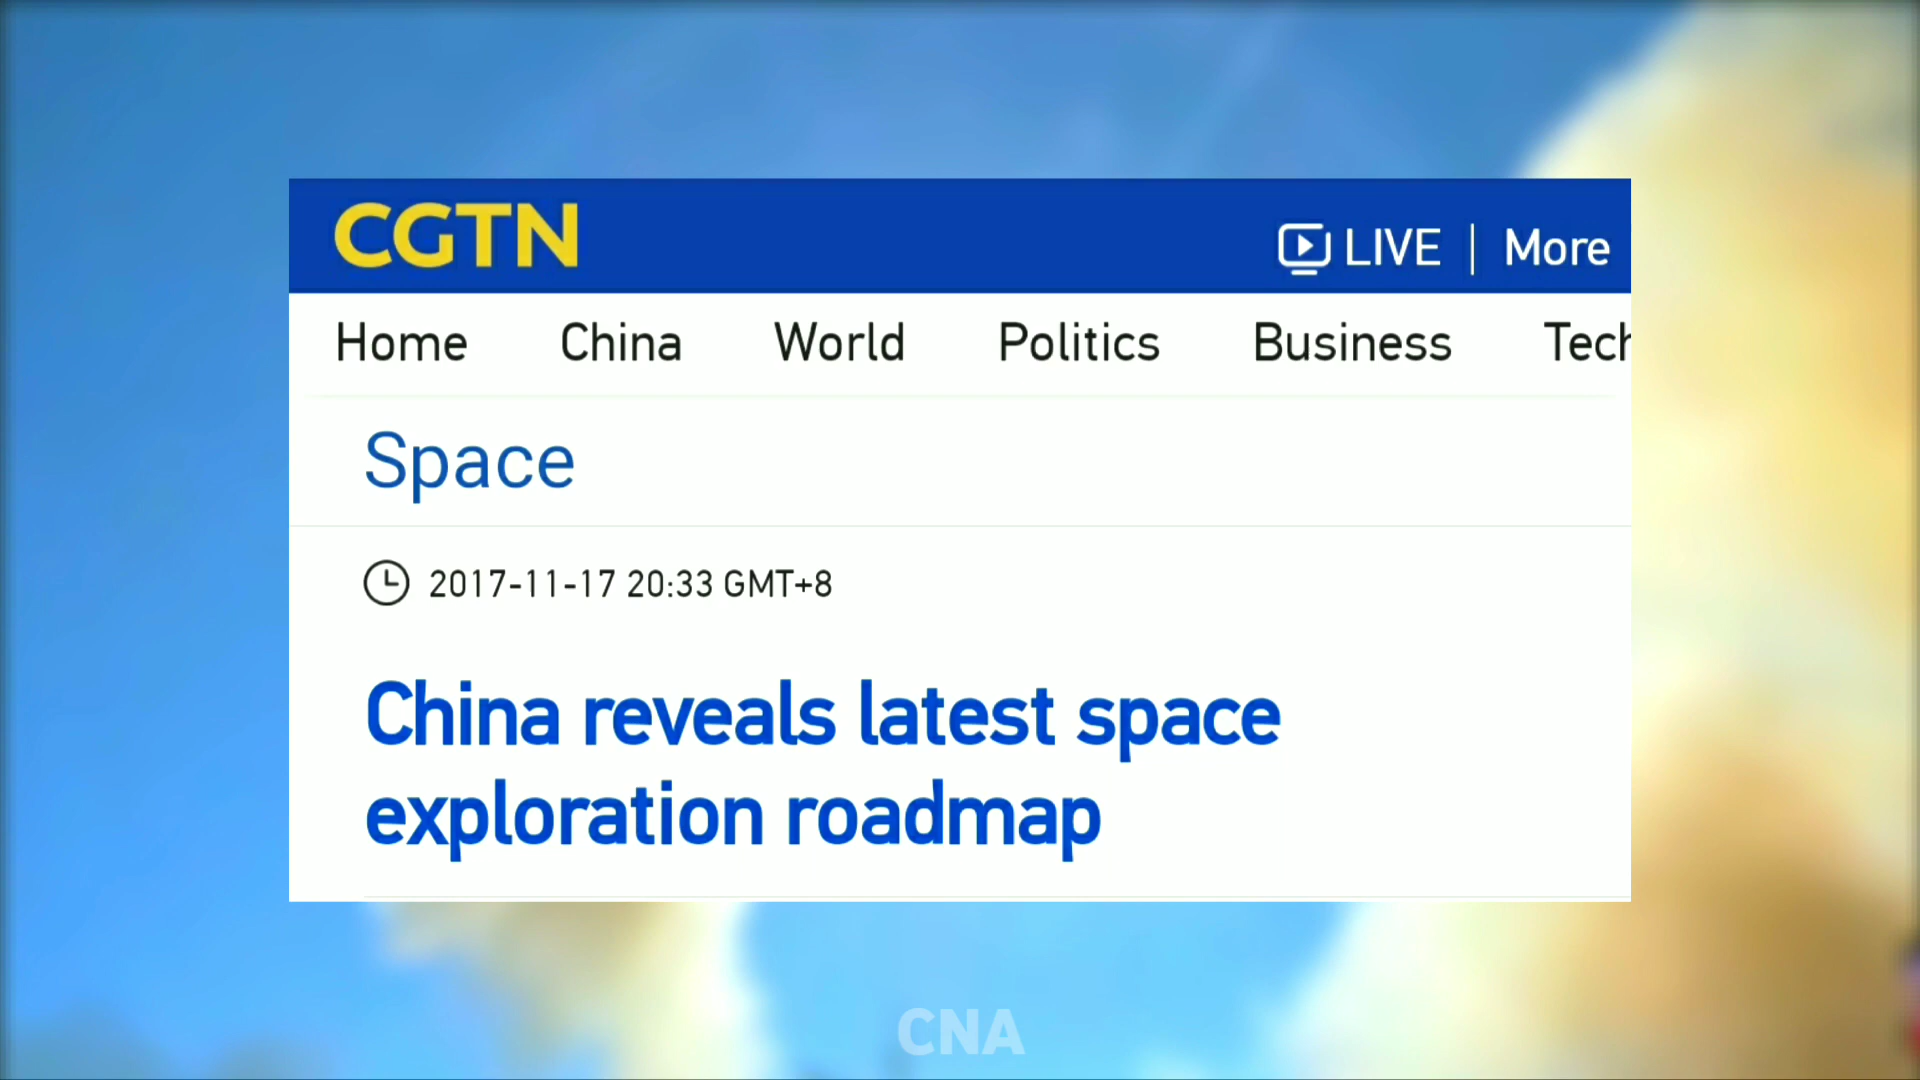 CGTN
LIVE | More
Home China World Politics Business Tech
Space
2017-11-17 20:33 GMT+8
China reveals latest space
exploration roadmap
CNA